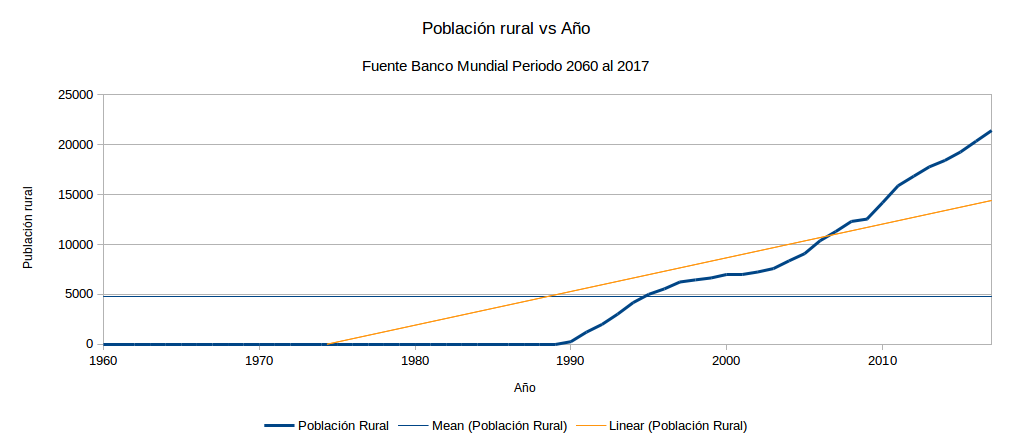 Población rural vs Año
Fuente Banco Mundial Periodo 2060 al 2017
25000
20000
15000
10000
5000
0
Publación rural
1960 1970 1980 1990 2000 2010
Año
Población Rural Mean (Población Rural) Linear (Población Rural)